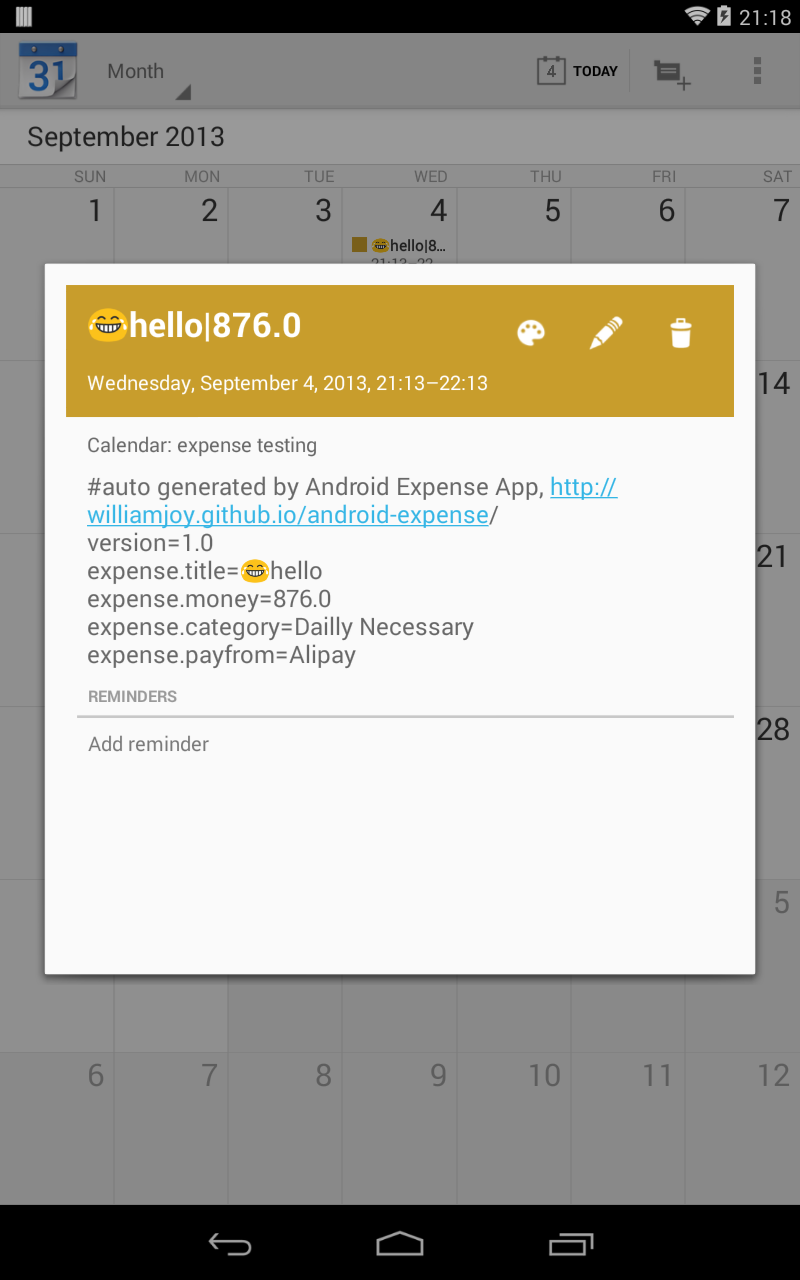 21:18
31
Month
4 TODAY
September 2013
SUN MON TUE WED THU FRI SAT
1 2 3 4 5 6 7
😂hello|8…
😂hello|876.0
Wednesday, September 4, 2013, 21:13–22:13
Calendar: expense testing
#auto generated by Android Expense App, http://
williamjoy.github.io/android-expense/
version=1.0
expense.title=😂hello
expense.money=876.0
expense.category=Dailly Necessary
expense.payfrom=Alipay
REMINDERS
Add reminder
14
21
28
5
6 7 8 9 10 11 12